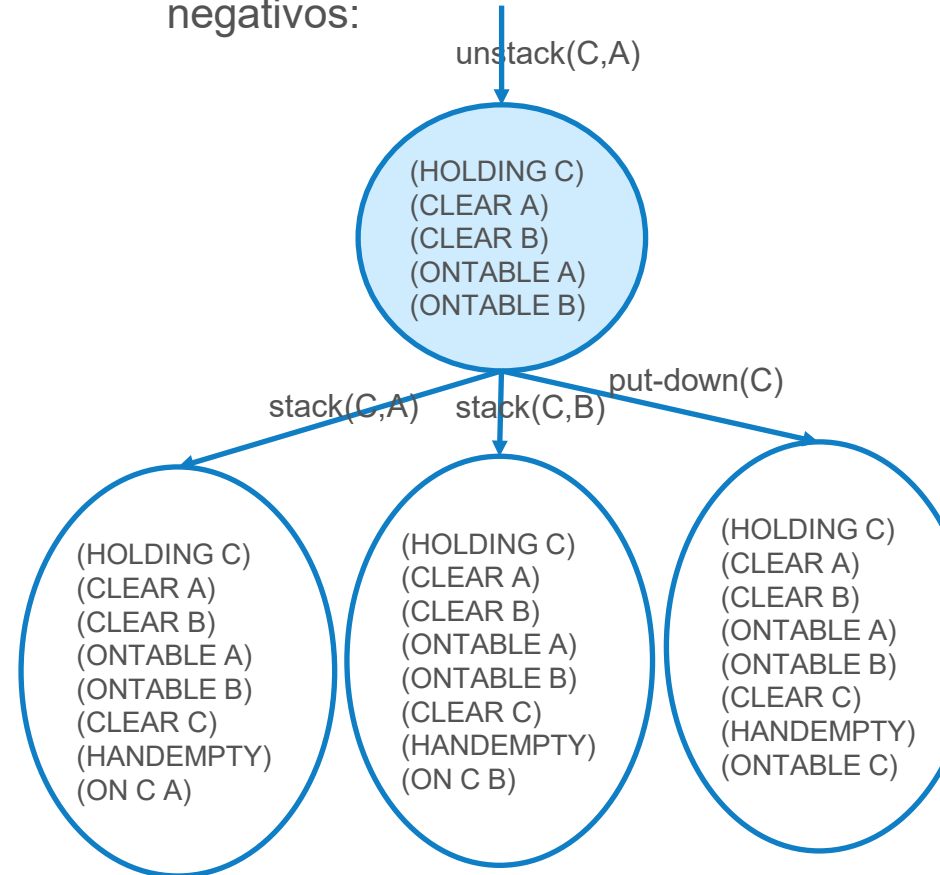 negativos:
unstack(C,A)
(HOLDING C)
(CLEAR A)
(CLEAR B)
(ONTABLE A)
(ONTABLE B)
stack(C,A)
stack(C,B)
put-down(C)
(HOLDING C)
(CLEAR A)
(CLEAR B)
(ONTABLE A)
(ONTABLE B)
(CLEAR C)
(HANDEMPTY)
(ON C A)
(HOLDING C)
(CLEAR A)
(CLEAR B)
(ONTABLE A)
(ONTABLE B)
(CLEAR C)
(HANDEMPTY)
(ON C B)
(HOLDING C)
(CLEAR A)
(CLEAR B)
(ONTABLE A)
(ONTABLE B)
(CLEAR C)
(HANDEMPTY)
(ONTABLE C)